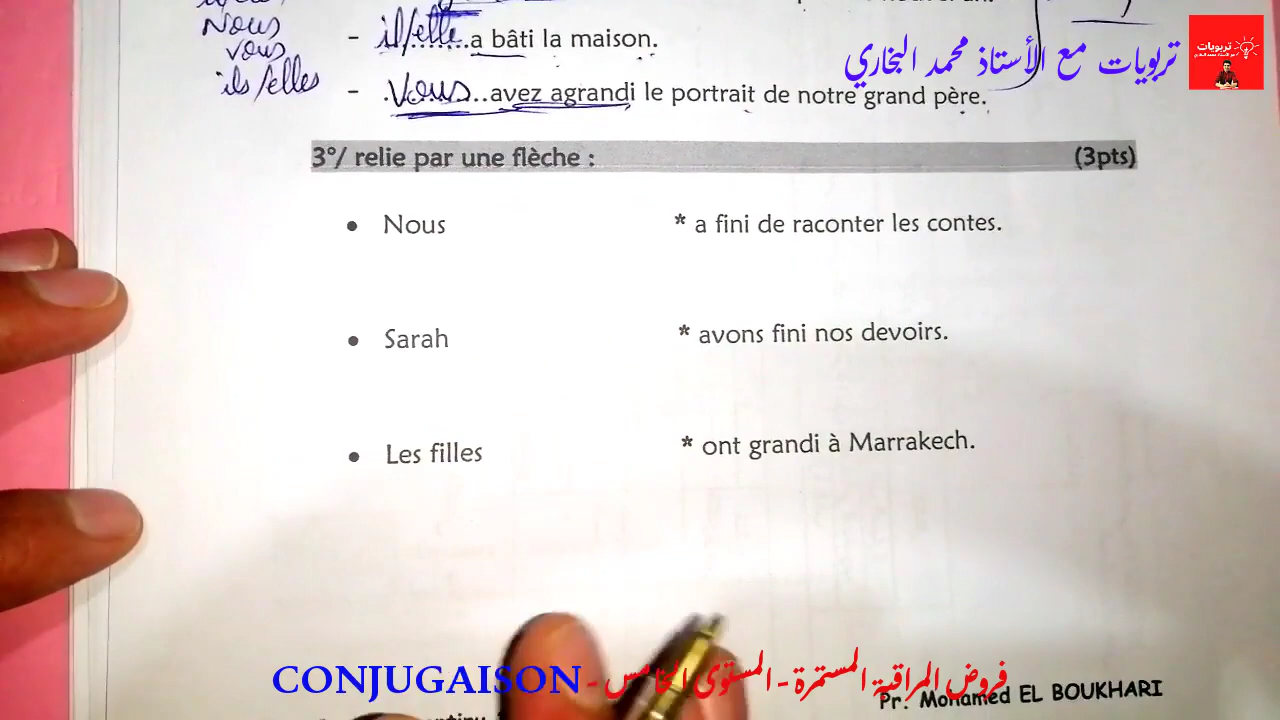 Nous
vous
ils/elles
- il/elle.......a bâti la maison.
- .Vous..avez agrandi le portrait de notre grand père.
تربويات مع الأستاذ محمد البخاري
تربويات
3°/ relie par une flèche : (3pts)
• Nous * a fini de raconter les contes.
• Sarah * avons fini nos devoirs.
• Les filles * ont grandi à Marrakech.
فروض المراقبة المستمرة - المستوى الخامس - CONJUGAISON
Pr. Mohamed EL BOUKHARI